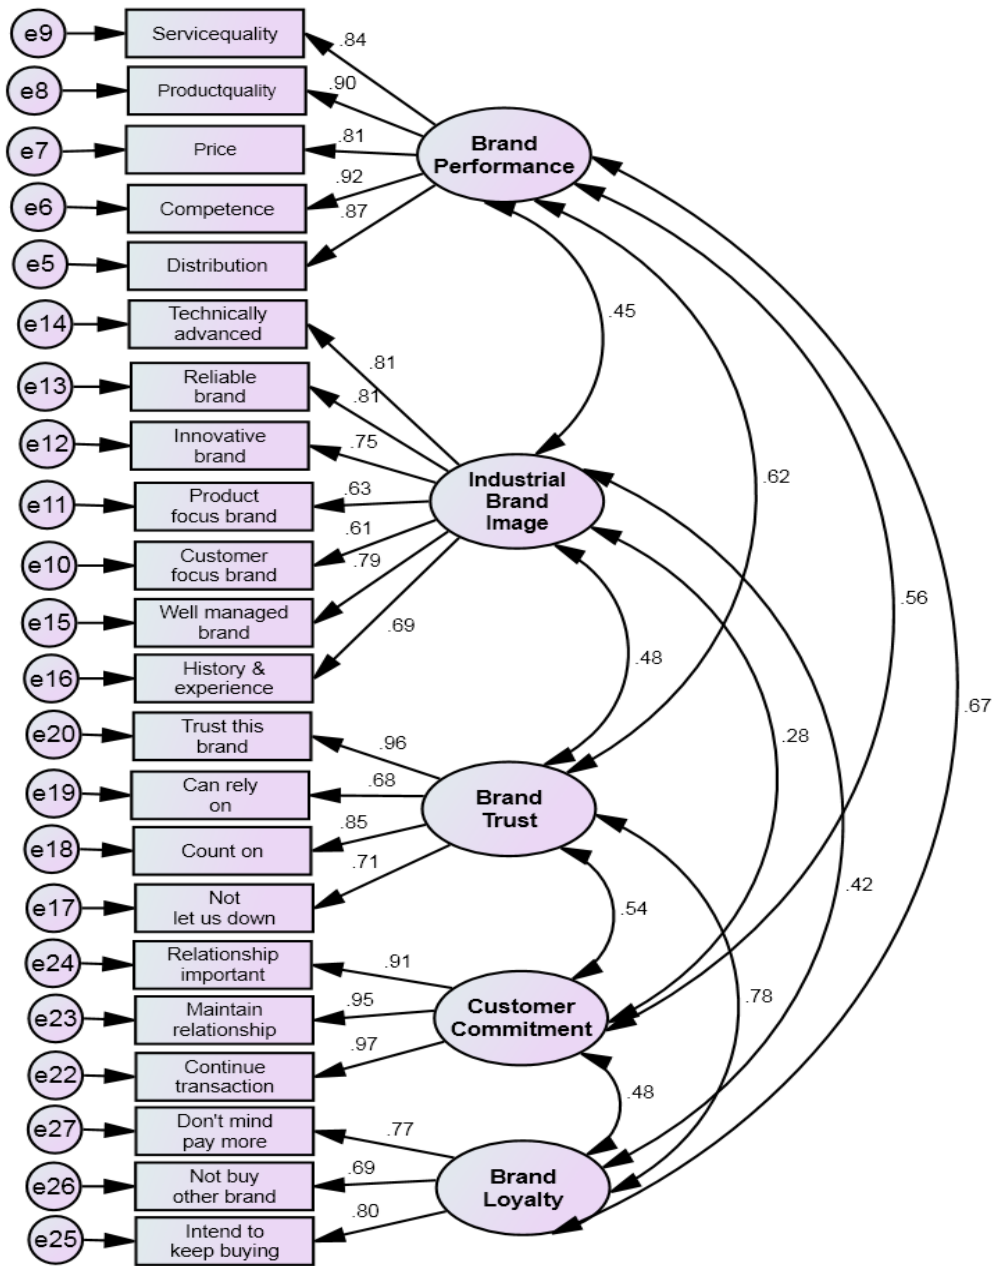 e9
Servicequality
.84
e8
Productquality
.90
e7
Price
.81
Brand
Performance
e6
Competence
.92
e5
Distribution
.87
e14
Technically
advanced
.81
.45
e13
Reliable
brand
.81
e12
Innovative
brand
.75
e11
Product
focus brand
.63
Industrial
Brand
Image
.62
e10
Customer
focus brand
.61
e15
Well managed
brand
.79
.56
e16
History &
experience
.69
.48
.67
e20
Trust this
brand
.96
.28
e19
Can rely
on
.68
Brand
Trust
e18
Count on
.85
e17
Not
let us down
.71
.42
.54
e24
Relationship
important
.91
e23
Maintain
relationship
.95
Customer
Commitment
.78
e22
Continue
transaction
.97
.48
e27
Don't mind
pay more
.77
e26
Not buy
other brand
.69
Brand
Loyalty
e25
Intend to
keep buying
.80